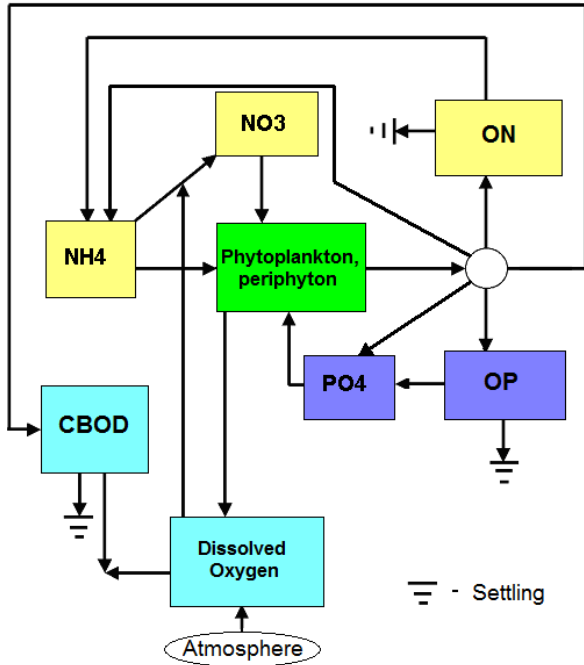 NO3
ON
NH4
Phytoplankton,
periphyton
PO4
OP
CBOD
Dissolved
Oxygen
- Settling
Atmosphere